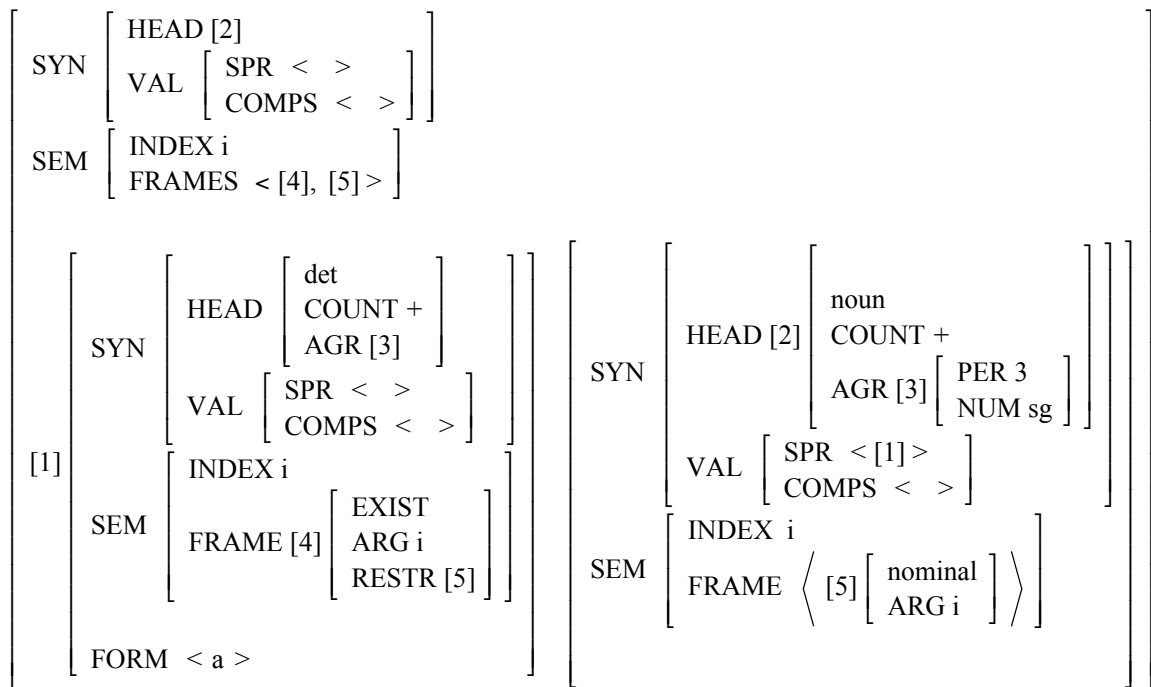 HEAD [2]
SYN
VAL
SPR < >
COMPS < >
SEM
INDEX i
FRAMES < [4], [5] >
[1]
SYN
HEAD
det
COUNT +
AGR [3]
VAL
SPR < >
COMPS < >
SEM
INDEX i
FRAME [4]
EXIST
ARG i
RESTR [5]
FORM < a >
SYN
HEAD [2]
noun
COUNT +
AGR [3]
PER 3
NUM sg
VAL
SPR < [1] >
COMPS < >
SEM
INDEX i
FRAME 〈 [5]
nominal
ARG i
〉